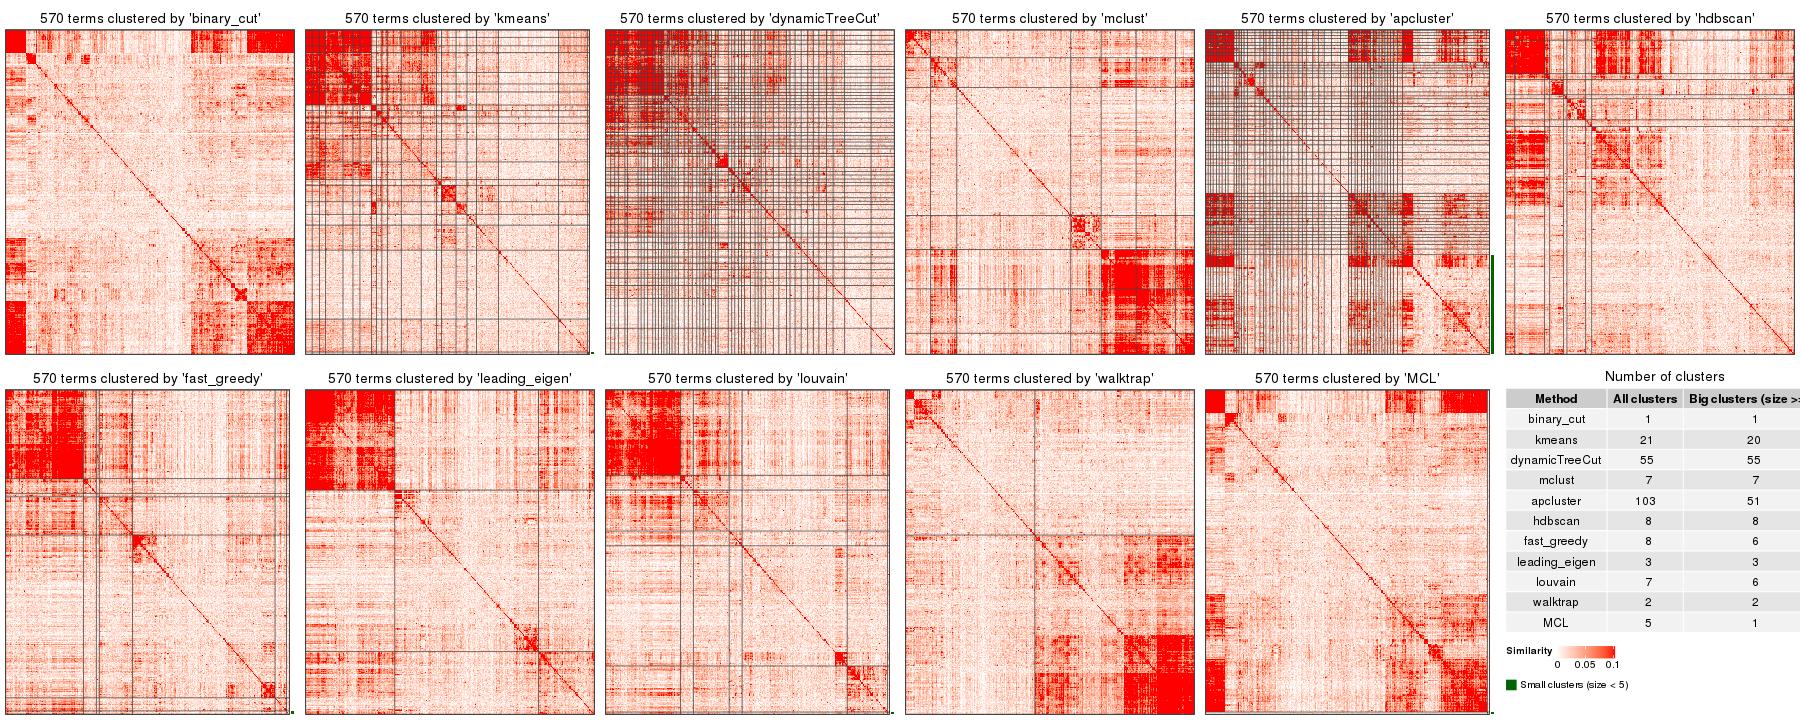 570 terms clustered by 'binary_cut'
570 terms clustered by 'kmeans'
570 terms clustered by 'dynamicTreeCut'
570 terms clustered by 'mclust'
570 terms clustered by 'apcluster'
570 terms clustered by 'hdbscan'
570 terms clustered by 'fast_greedy'
570 terms clustered by 'leading_eigen'
570 terms clustered by 'louvain'
570 terms clustered by 'walktrap'
570 terms clustered by 'MCL'
Number of clusters
Method All clusters Big clusters (size >=
binary_cut 1 1
kmeans 21 20
dynamicTreeCut 55 55
mclust 7 7
apcluster 103 51
hdbscan 8 8
fast_greedy 8 6
leading_eigen 3 3
louvain 7 6
walktrap 2 2
MCL 5 1
Similarity
0 0.05 0.1
Small clusters (size < 5)